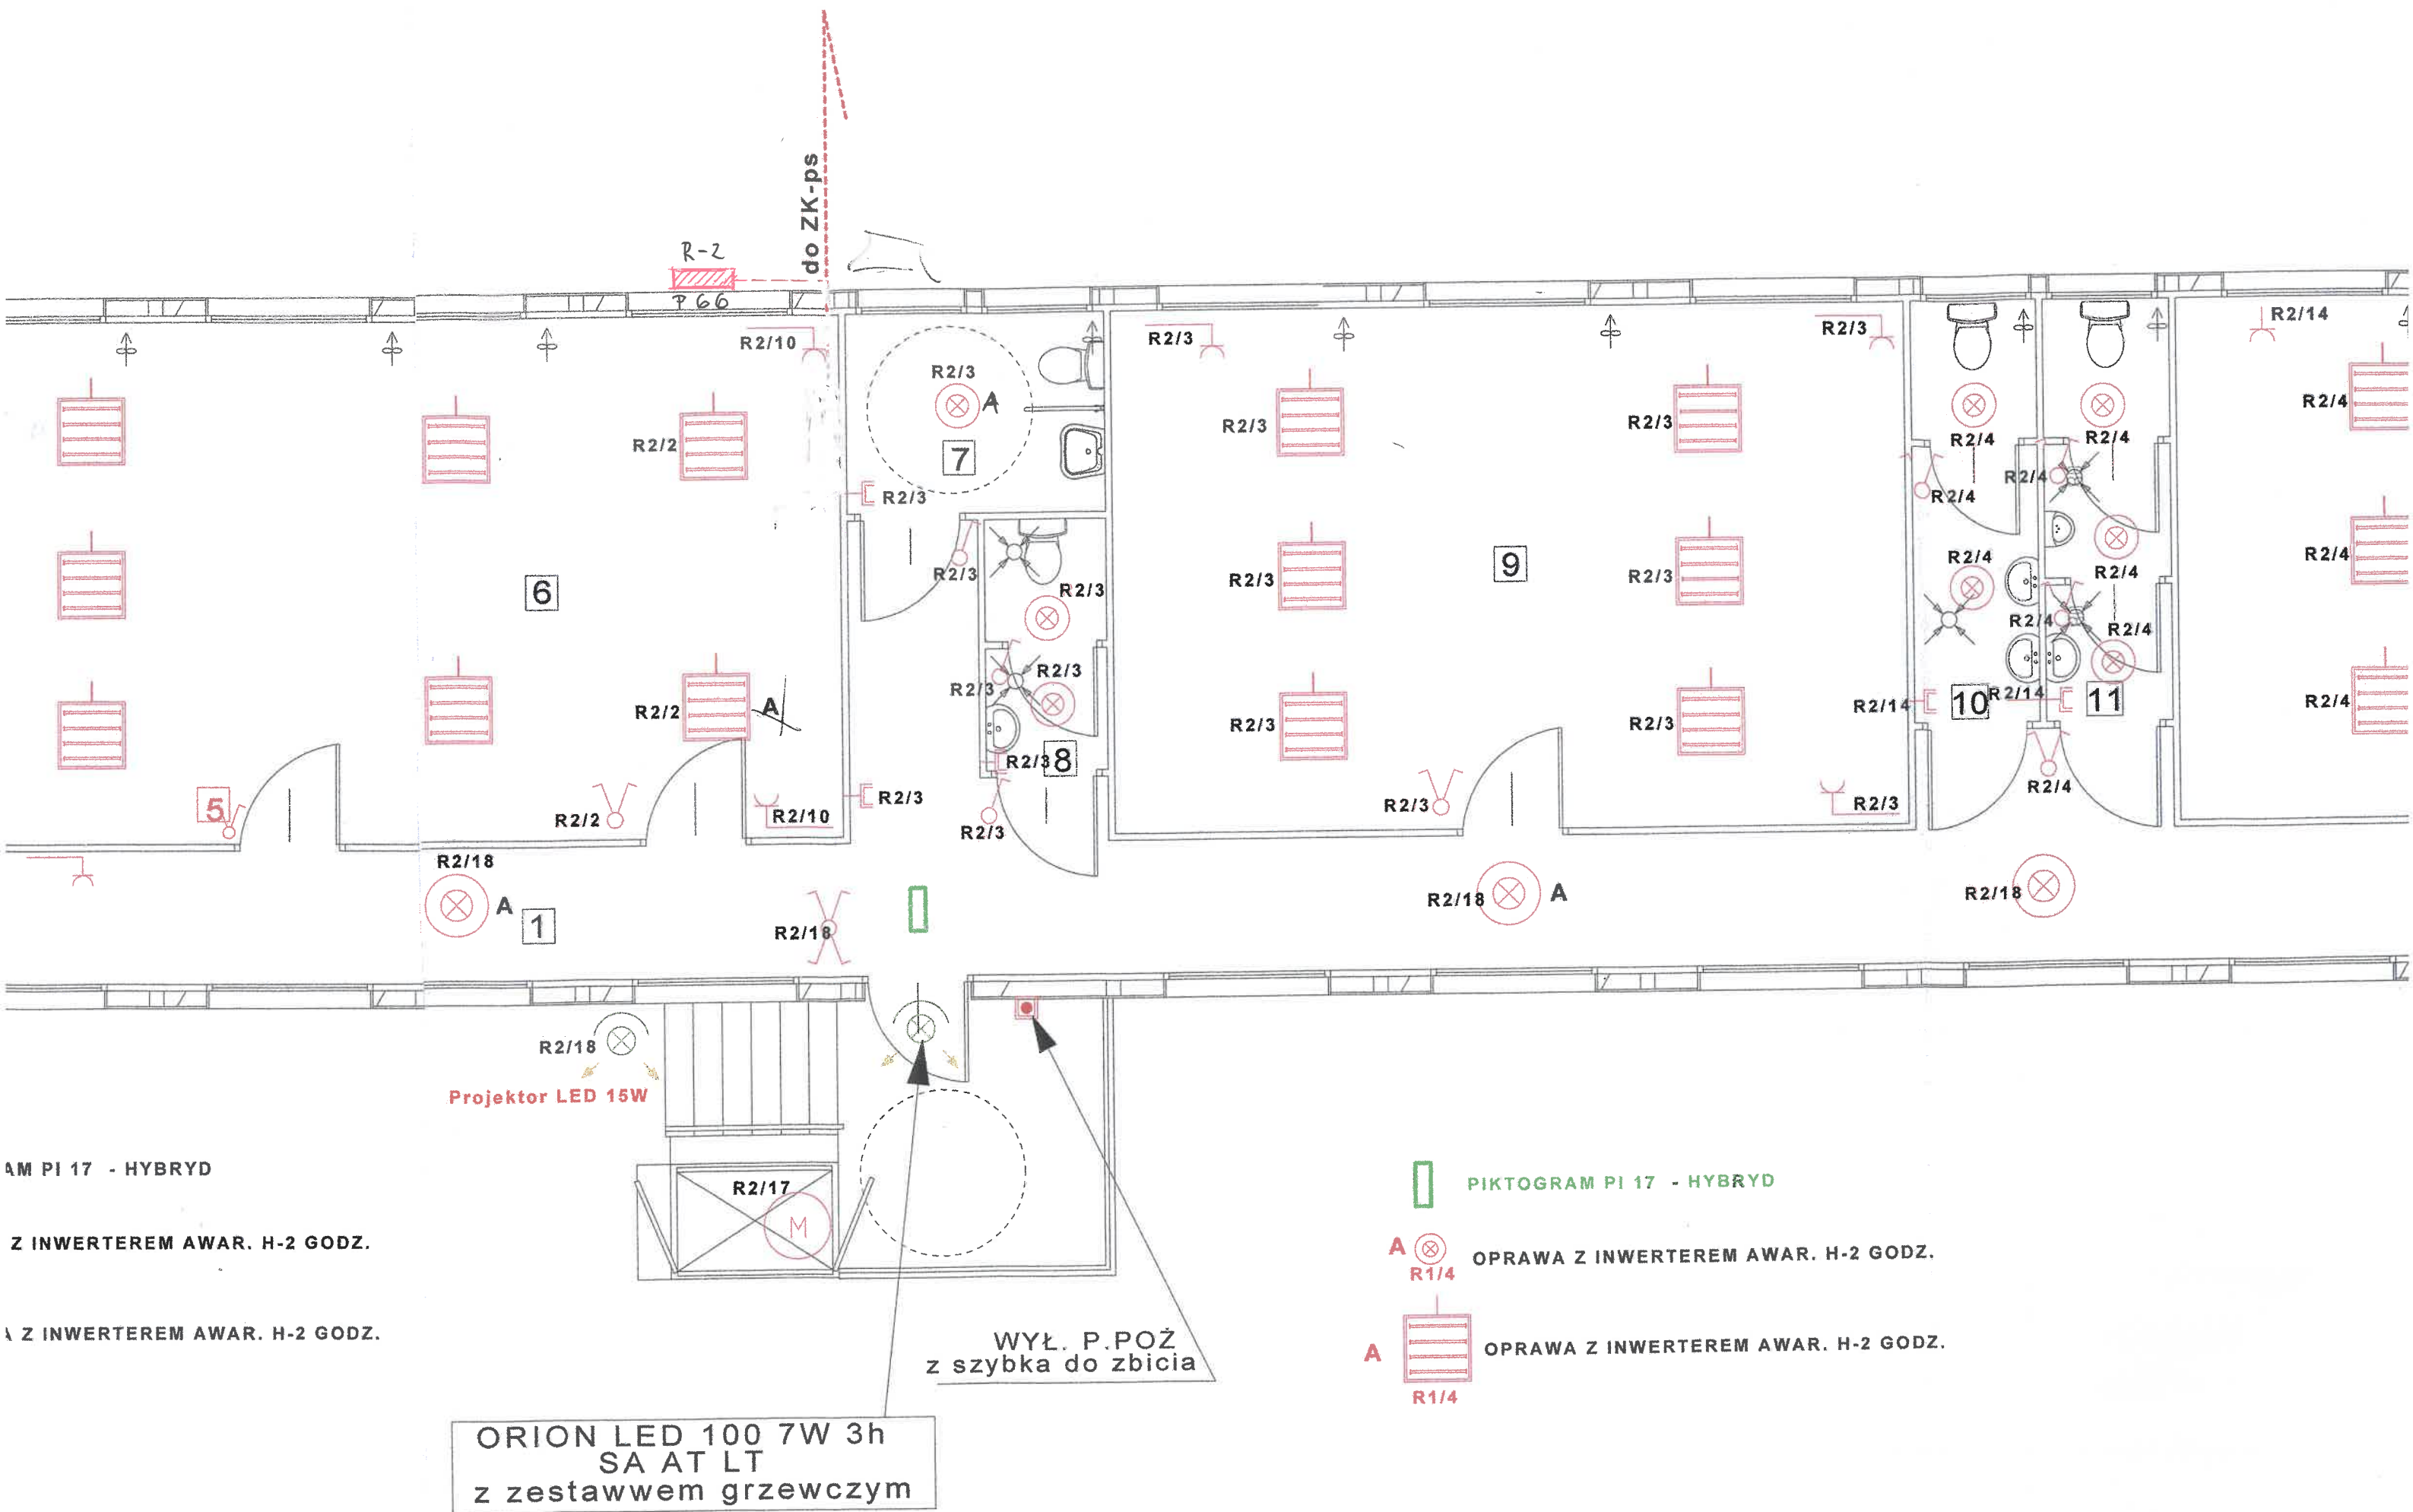 do ZK-ps
R-2
P66
R2/10
R2/3
R2/3
R2/3
R2/14
R2/3
A
7
R2/2
R2/3
R2/3
R2/4
R2/4
R2/4
R2/3
R2/4
R2/4
6
R2/3
R2/3
R2/3
9
R2/3
R2/4
R2/4
R2/4
R2/3
R2/3
R2/4
R2/4
R2/2
A
R2/3
R2/3
R2/14
10
R2/14
11
R2/4
5
R2/2
R2/10
R2/3
R2/3
8
R2/3
R2/3
R2/3
R2/4
R2/18
A
1
R2/18
R2/18
A
R2/18
R2/18
Projektor LED 15W
R2/17
M
AM PI 17 - HYBRYD
Z INWERTEREM AWAR. H-2 GODZ.
A Z INWERTEREM AWAR. H-2 GODZ.
PIKTOGRAM PI 17 - HYBRYD
A
R1/4
OPRAWA Z INWERTEREM AWAR. H-2 GODZ.
A
R1/4
OPRAWA Z INWERTEREM AWAR. H-2 GODZ.
WYŁ. P.POŻ
z szybka do zbicia
ORION LED 100 7W 3h
SA AT LT
z zestawwem grzewczym